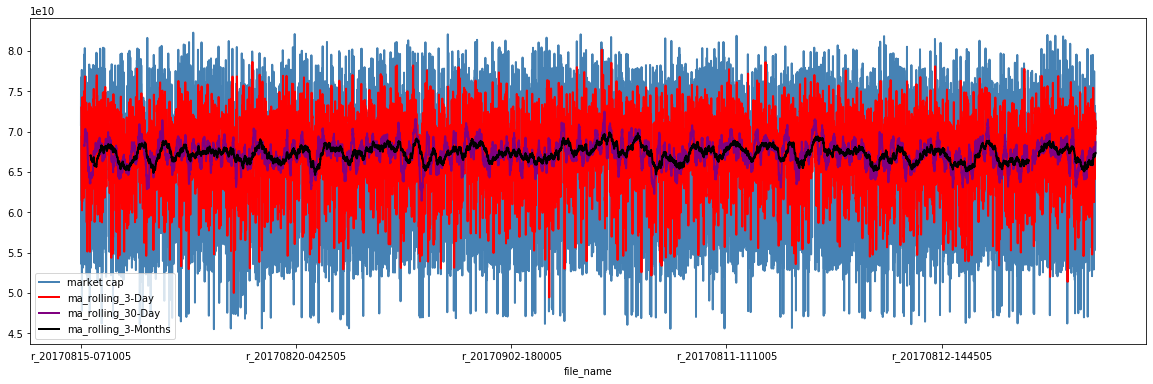 1e10
8.0
7.5
7.0
6.5
6.0
5.5
5.0
4.5
market cap
ma_rolling_3-Day
ma_rolling_30-Day
ma_rolling_3-Months
r_20170815-071005 r_20170820-042505 r_20170902-180005 r_20170811-111005 r_20170812-144505
file_name